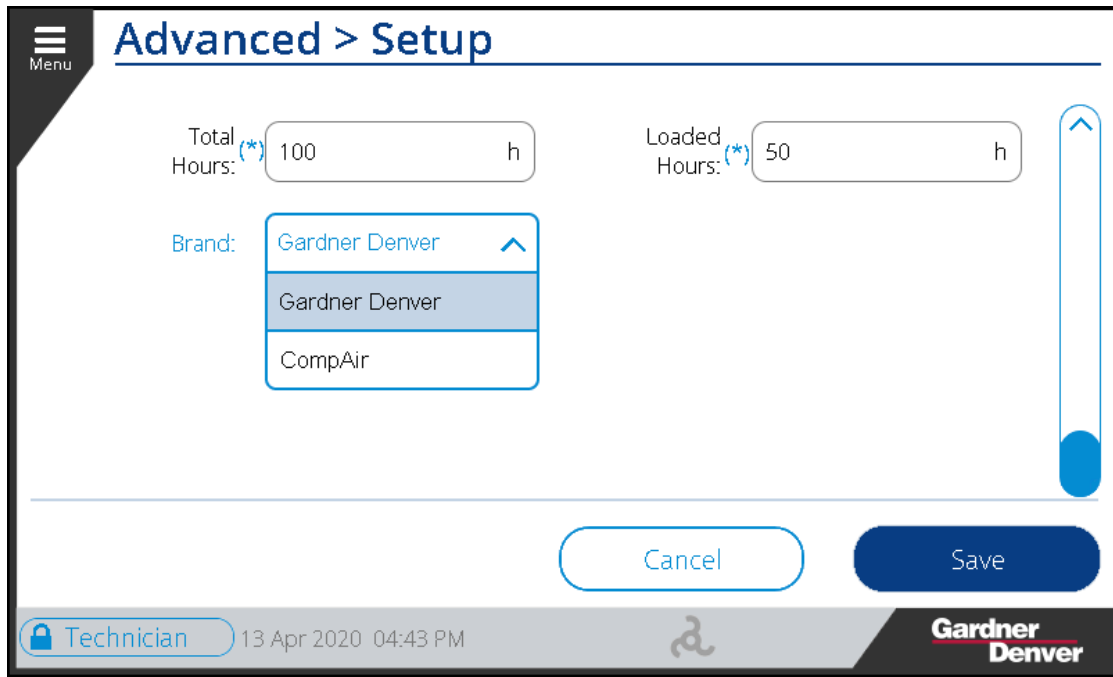 Menu
Advanced > Setup
Total
Hours:
(*)
100 h
Loaded
Hours:
(*)
50 h
Brand:
Gardner Denver
Gardner Denver
CompAir
Cancel
Save
Technician
13 Apr 2020 04:43 PM
Gardner
Denver